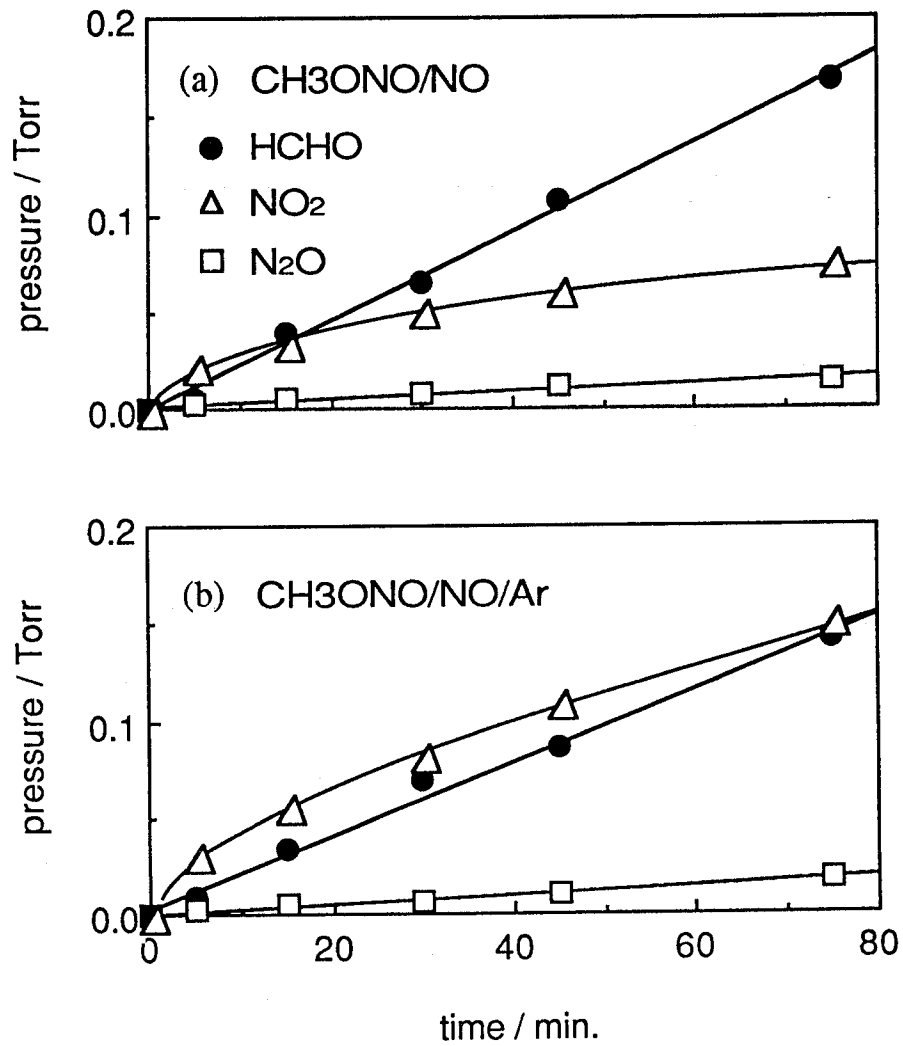 0.2
(a) CH3ONO/NO
HCHO
NO2
N2O
0.1
0.0
pressure / Torr
0.2
(b) CH3ONO/NO/Ar
0.1
0.0
pressure / Torr
0 20 40 60 80
time / min.